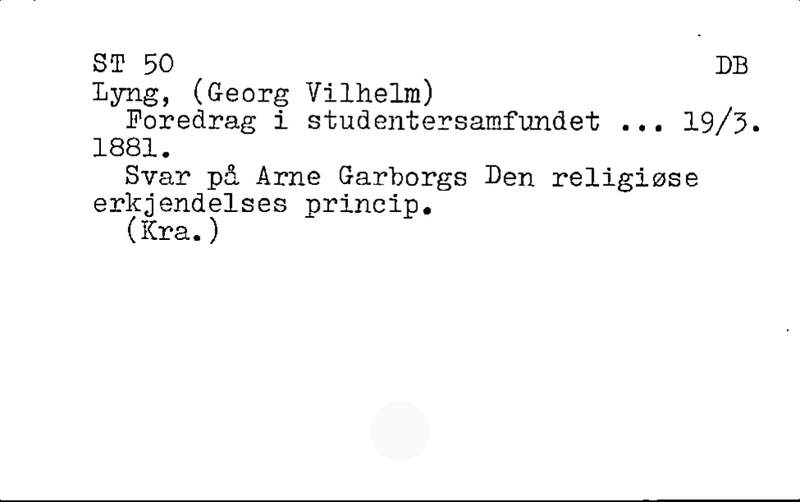 ST 50 DB
Lyng, (Georg Vilhelm)
Foredrag i studentersamfundet ... 19/3.
1881.
Svar på Arne Garborgs Den religiøse
erkjendelses princip.
(Kra.)